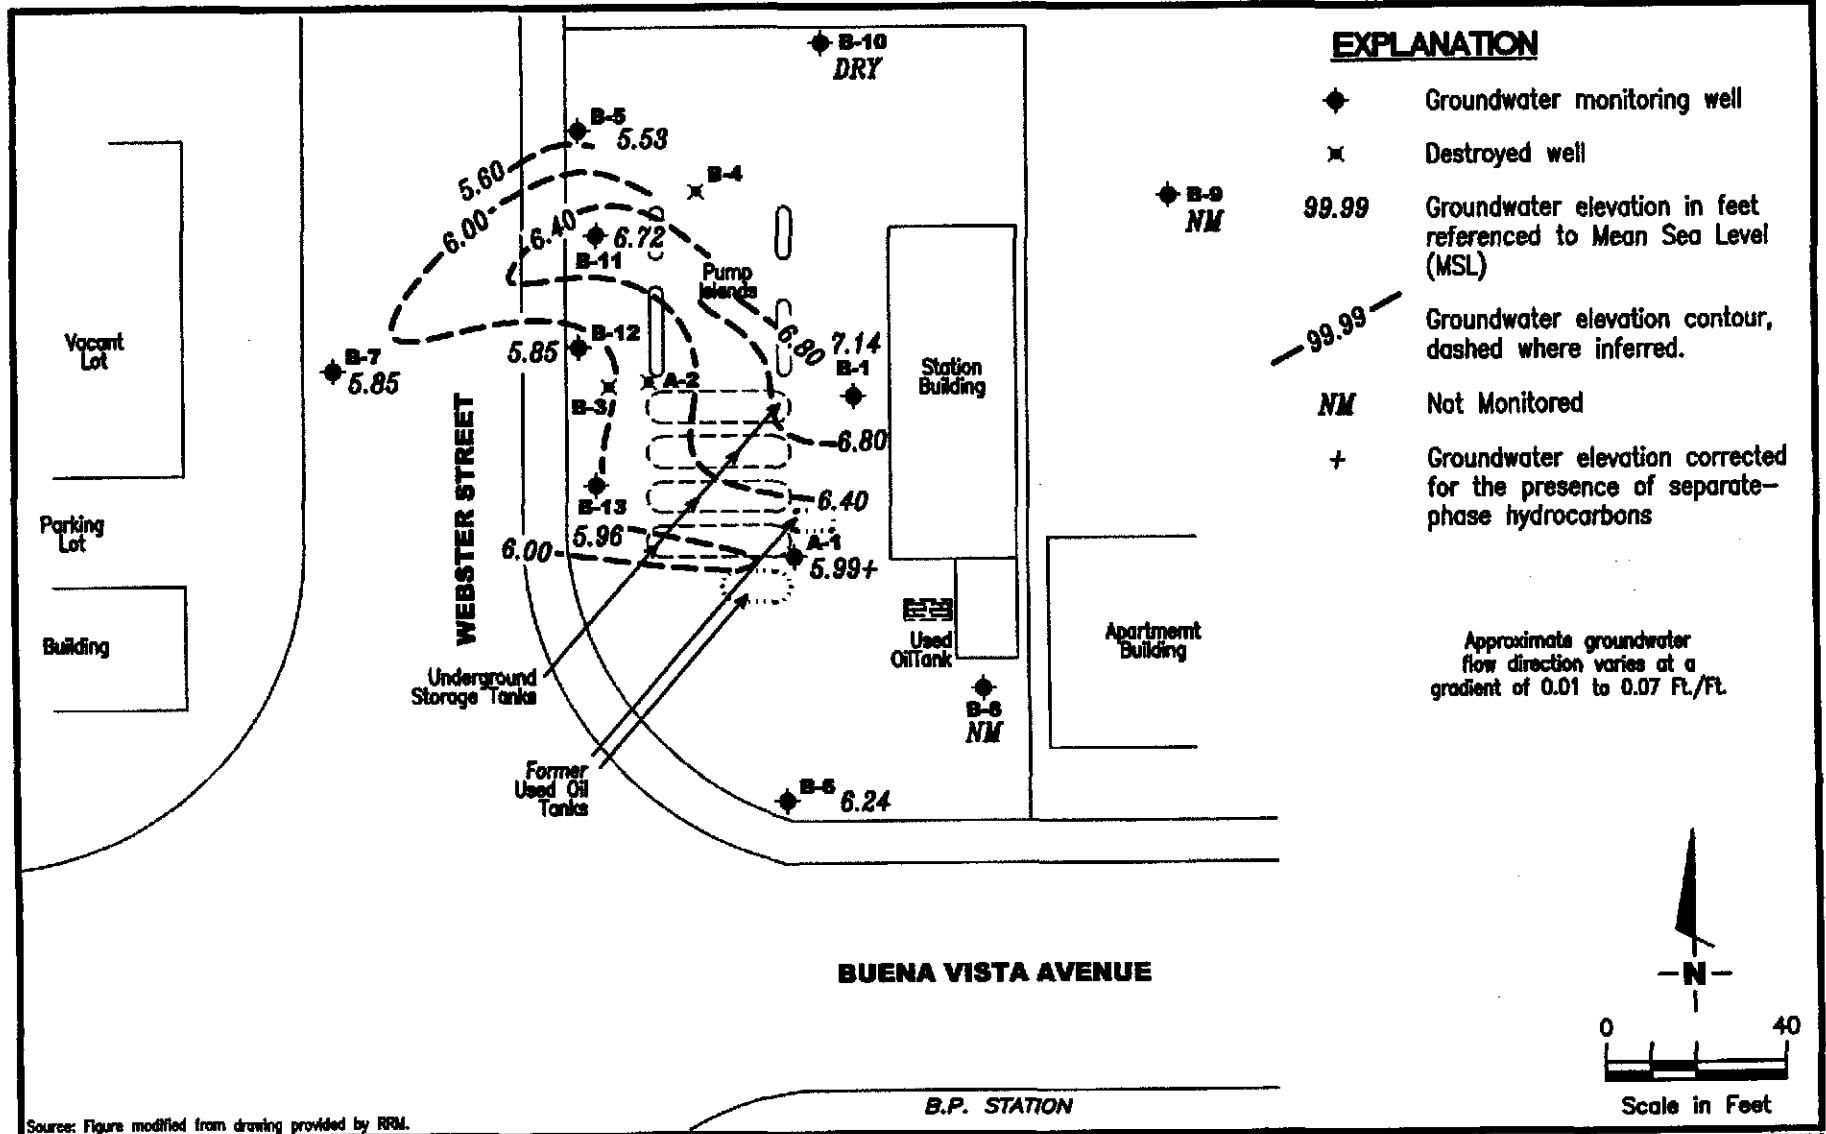 B-10
DRY
B-5
5.53
B-4
5.60
6.00
6.40
6.72
B-11
Pump
Islands
B-12
5.85
6.80
7.14
B-1
B-7
5.85
A-2
B-3
6.80
6.40
B-13
5.96
6.00
A-1
5.99+
Vacant
Lot
Parking
Lot
Building
WEBSTER STREET
Station
Building
Used
OilTank
Underground
Storage Tanks
Former
Used Oil
Tanks
B-6
6.24
B-8
NM
Apartmemt
Building
B-9
NM
BUENA VISTA AVENUE
B.P. STATION
EXPLANATION
Groundwater monitoring well
Destroyed well
99.99 Groundwater elevation in feet
referenced to Mean Sea Level
(MSL)
99.99 Groundwater elevation contour,
dashed where inferred.
NM Not Monitored
+ Groundwater elevation corrected
for the presence of separate-
phase hydrocarbons
Approximate groundwater
flow direction varies at a
gradient of 0.01 to 0.07 Ft./Ft.
N
0 40
Scale in Feet
Source: Figure modified from drawing provided by RRM.